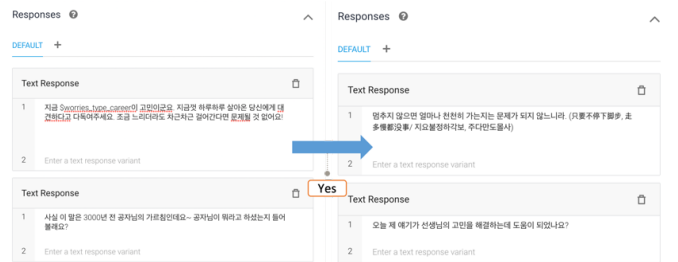 Responses
DEFAULT +
Text Response
1 지금 $worries_type_career이 고민이군요. 지금껏 하루하루 살아온 당신에게 대
견하다고 다독여주세요. 조금 느리더라도 차근차근 걸어간다면 문제될 것 없어요!
2 Enter a text response variant
Text Response
1 사실 이 말은 3000년 전 공자님의 가르침인데요~ 공자님이 뭐라고 하셨는지 들어
볼래요?
2 Enter a text response variant
Yes
Responses
DEFAULT +
Text Response
1 멈추지 않으면 얼마나 천천히 가는지는 문제가 되지 않느니라. (只要不停下脚步, 走
多慢都没事/ 지요불정하각보, 주다만도몰사)
2 Enter a text response variant
Text Response
1 오늘 제 얘기가 선생님의 고민을 해결하는데 도움이 되었나요?
2 Enter a text response variant